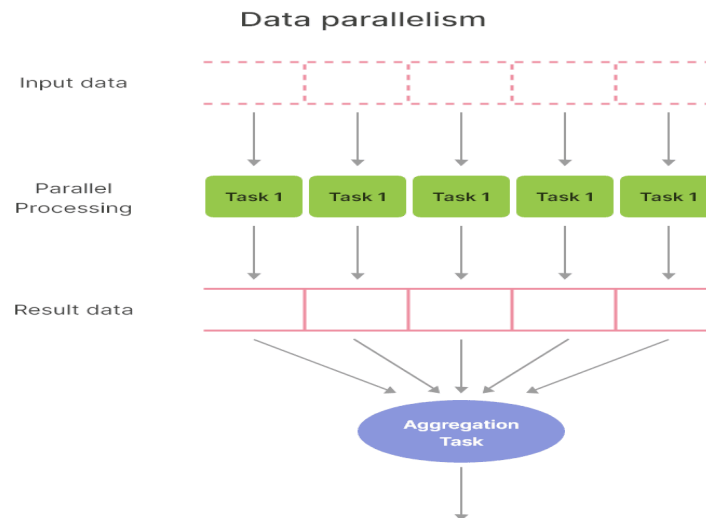 Data parallelism
Input data
Parallel
Processing
Task 1
Task 1
Task 1
Task 1
Task 1
Result data
Aggregation
Task